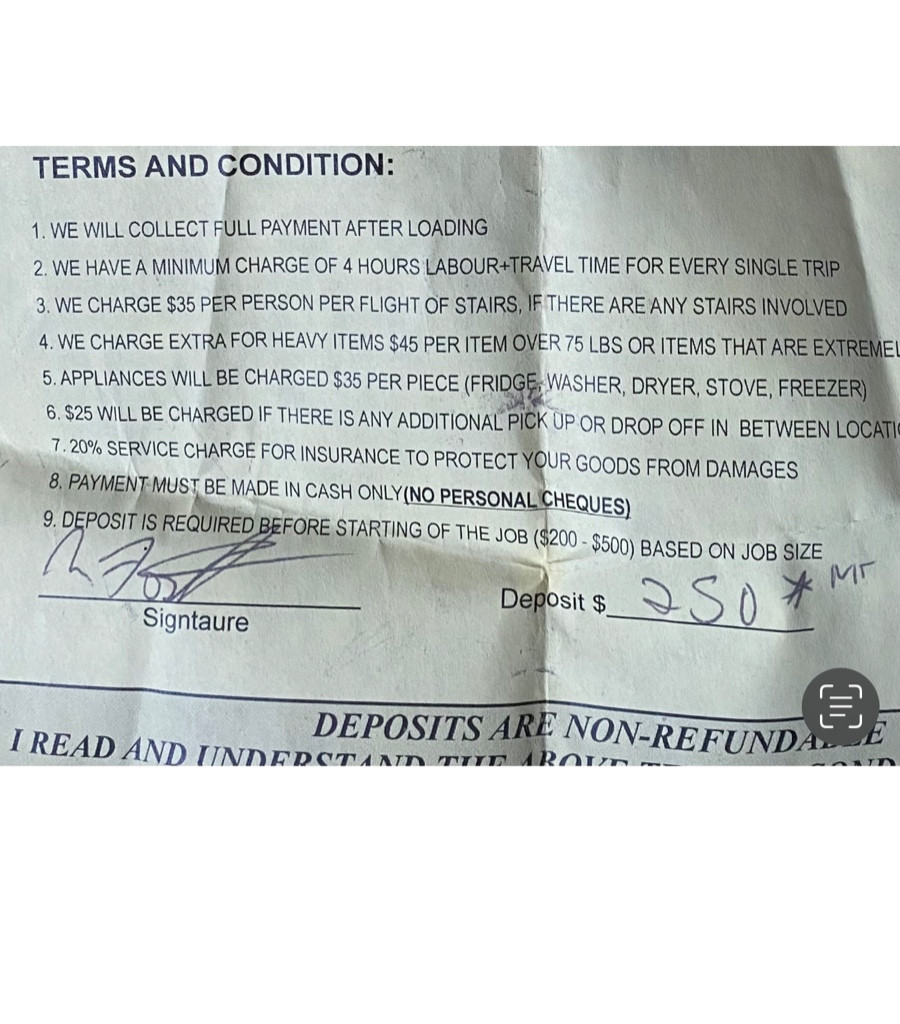 TERMS AND CONDITION:
1. WE WILL COLLECT FULL PAYMENT AFTER LOADING
2. WE HAVE A MINIMUM CHARGE OF 4 HOURS LABOUR+TRAVEL TIME FOR EVERY SINGLE TRIP
3. WE CHARGE $35 PER PERSON PER FLIGHT OF STAIRS, IF THERE ARE ANY STAIRS INVOLVED
4. WE CHARGE EXTRA FOR HEAVY ITEMS $45 PER ITEM OVER 75 LBS OR ITEMS THAT ARE
5. APPLIANCES WILL BE CHARGED $35 PER PIECE (FRIDGE, WASHER, DRYER, STOVE, FREEZER)
6. $25 WILL BE CHARGED IF THERE IS ANY ADDITIONAL PICK UP OR DROP OFF IN BETWEEN
7. 20% SERVICE CHARGE FOR INSURANCE TO PROTECT YOUR GOODS FROM DAMAGES
8. PAYMENT MUST BE MADE IN CASH ONLY(NO PERSONAL CHEQUES)
9. DEPOSIT IS REQUIRED BEFORE STARTING OF THE JOB ($200 - $500) BASED ON JOB SIZE
Signtaure
Deposit $ 250 *
DEPOSITS ARE
I READ AND UNDERSTAND THE ABOVE